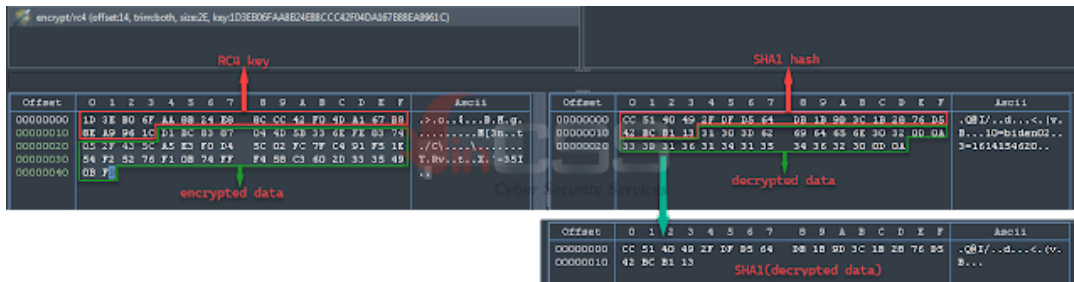 encrypt/rc4 (offset:14, trim:both, size:2E, key:1D3EB06FAA8B24E88CCC42F04DA167B88EA9961C)
RC4 key SHA1 hash
Offset 0 1 2 3 4 5 6 7 8 9 A B C D E F Ascii
00000000 1D 3E B0 6F AA 8B 24 E8 8C CC 42 F0 4D A1 67 B8
00000010 8E A9 96 1C D1 BC 83 87 04 4D 5B 33 6E FE 83 74
00000020 05 2F 43 5C A5 E3 F0 D4 5C 02 FC 7F C4 91 F5 1E
00000030 54 F2 52 76 F1 08 74 FF F4 58 C3 60 2D 33 35 49
00000040 0B
encrypted data
Offset 0 1 2 3 4 5 6 7 8 9 A B C D E F Ascii
00000000 CC 51 40 49 2F DF D5 64 DB 1B 9D 3C 1B 28 76 D5 .Q@I/..d...<.(v.
00000010 42 BC B1 13 31 30 3D 62 69 64 65 6E 30 32 0D 0A B...10=biden02..
00000020 33 3D 31 36 31 34 31 35 34 36 32 30 0D 0A 3=1614154620..
decrypted data
Cyber Security Services
Offset 0 1 2 3 4 5 6 7 8 9 A B C D E F Ascii
00000000 CC 51 40 49 2F DF D5 64 DB 1B 9D 3C 1B 28 76 D5 .Q@I/..d...<.(v.
00000010 42 BC B1 13 B...
SHA1(decrypted data)